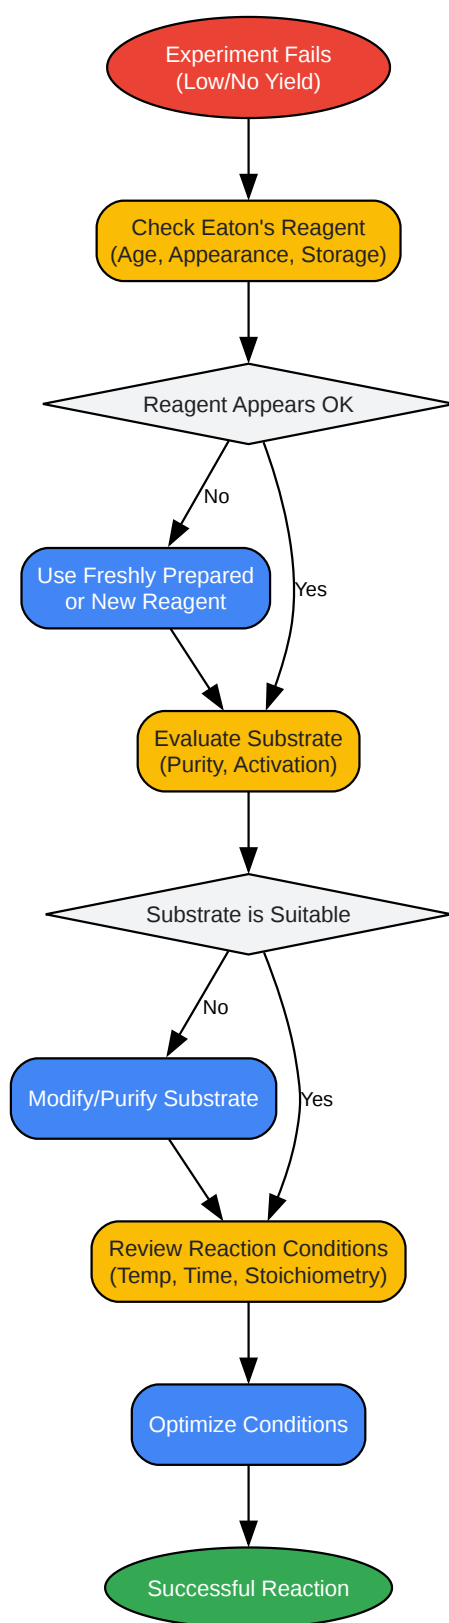 Experiment Fails
(Low/No Yield)
Check Eaton's Reagent
(Age, Appearance, Storage)
Reagent Appears OK
No
Use Freshly Prepared
or New Reagent
Yes
Evaluate Substrate
(Purity, Activation)
Substrate is Suitable
No
Modify/Purify Substrate
Yes
Review Reaction Conditions
(Temp, Time, Stoichiometry)
Optimize Conditions
Successful Reaction